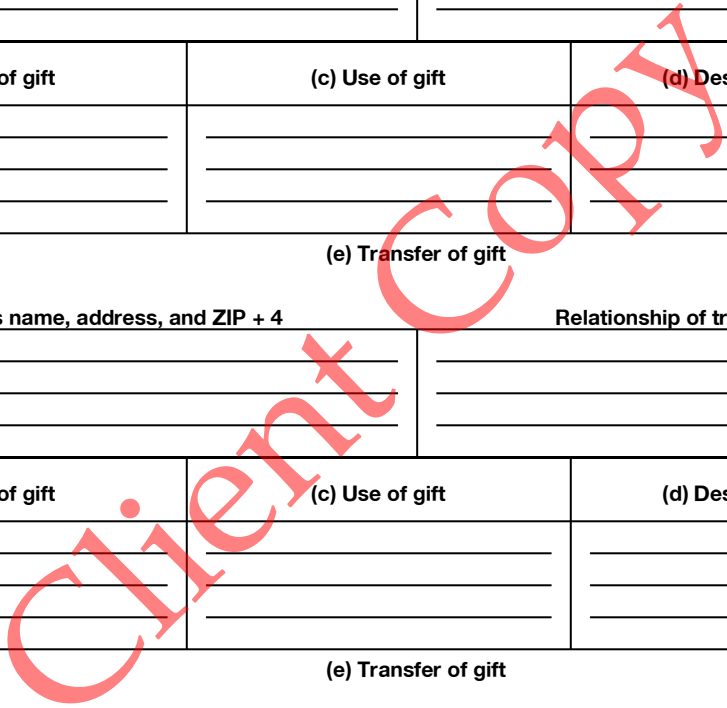 of gift (c) Use of gift (d) Des
(e) Transfer of gift
s name, address, and ZIP + 4 Relationship of tr
of gift (c) Use of gift (d) Des
(e) Transfer of gift
Client Copy